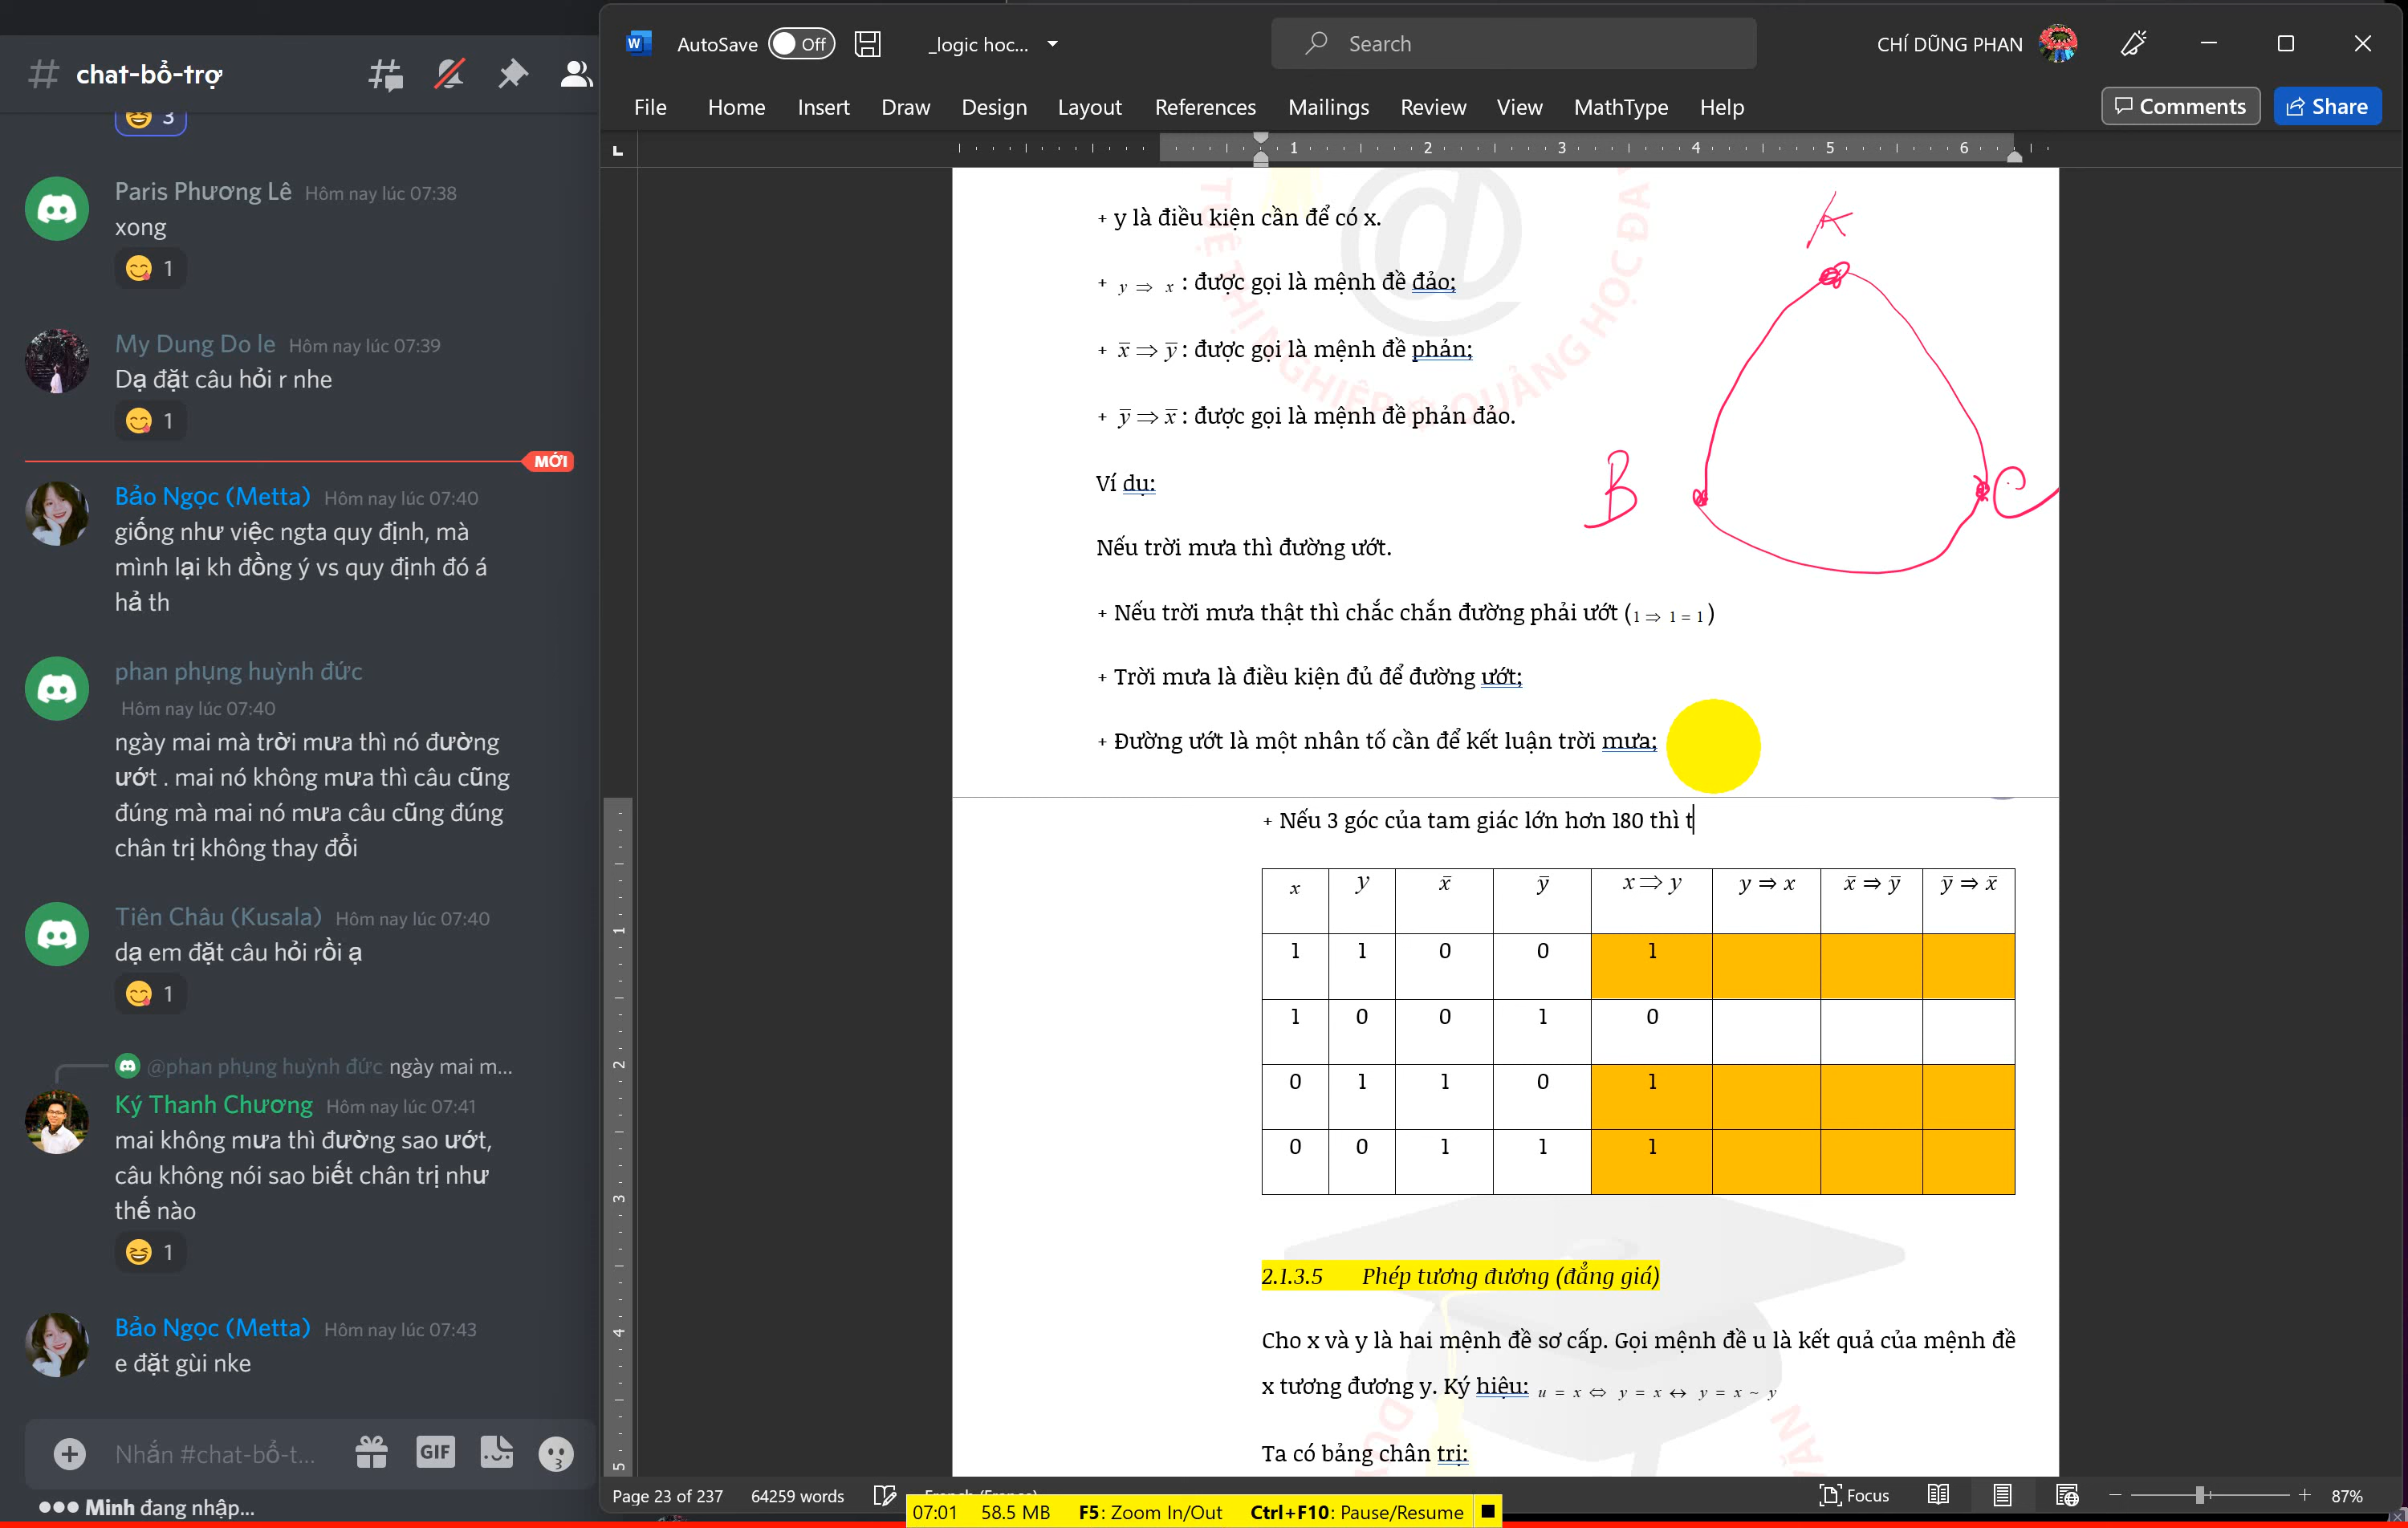 # chat-bổ-trợ
3
Paris Phương Lê Hôm nay lúc 07:38
xong
1
My Dung Do le Hôm nay lúc 07:39
Dạ đặt câu hỏi r nhe
1
MỚI
Bảo Ngọc (Metta) Hôm nay lúc 07:40
giống như việc ngta quy định, mà
mình lại kh đồng ý vs quy định đó á
hả th
phan phụng huỳnh đức
Hôm nay lúc 07:40
ngày mai mà trời mưa thì nó đường
ướt . mai nó không mưa thì câu cũng
đúng mà mai nó mưa câu cũng đúng
chân trị không thay đổi
Tiên Châu (Kusala) Hôm nay lúc 07:40
dạ em đặt câu hỏi rồi ạ
1
@phan phụng huỳnh đức ngày mai m...
Ký Thanh Chương Hôm nay lúc 07:41
mai không mưa thì đường sao ướt,
câu không nói sao biết chân trị như
thế nào
1
Bảo Ngọc (Metta) Hôm nay lúc 07:43
e đặt gùi nke
Nhắn #chat-bổ-t...
GIF
Minh đang nhập...
AutoSave Off _logic hoc... Search CHÍ DŨNG PHAN
File Home Insert Draw Design Layout References Mailings Review View MathType Help Comments Share
1 2 3 4 5 6
+ y là điều kiện cần để có x.
+ y ⇒ x : được gọi là mệnh đề đảo;
+ x̅ ⇒ y̅ : được gọi là mệnh đề phản;
+ y̅ ⇒ x̅ : được gọi là mệnh đề phản đảo.
Ví dụ:
Nếu trời mưa thì đường ướt.
+ Nếu trời mưa thật thì chắc chắn đường phải ướt (1 ⇒ 1 = 1)
+ Trời mưa là điều kiện đủ để đường ướt;
+ Đường ướt là một nhân tố cần để kết luận trời mưa;
B
C
+ Nếu 3 góc của tam giác lớn hơn 180 thì t
x y x̅ y̅ x ⇒ y y ⇒ x x̅ ⇒ y̅ y̅ ⇒ x̅
1 1 0 0 1
1 0 0 1 0
0 1 1 0 1
0 0 1 1 1
2.1.3.5 Phép tương đương (đẳng giá)
Cho x và y là hai mệnh đề sơ cấp. Gọi mệnh đề u là kết quả của mệnh đề
x tương đương y. Ký hiệu: u = x ⇔ y = x ↔ y = x ~ y
Ta có bảng chân trị:
1
2
3
4
5
Page 23 of 237 64259 words Focus 87%
07:01 58.5 MB F5: Zoom In/Out Ctrl+F10: Pause/Resume